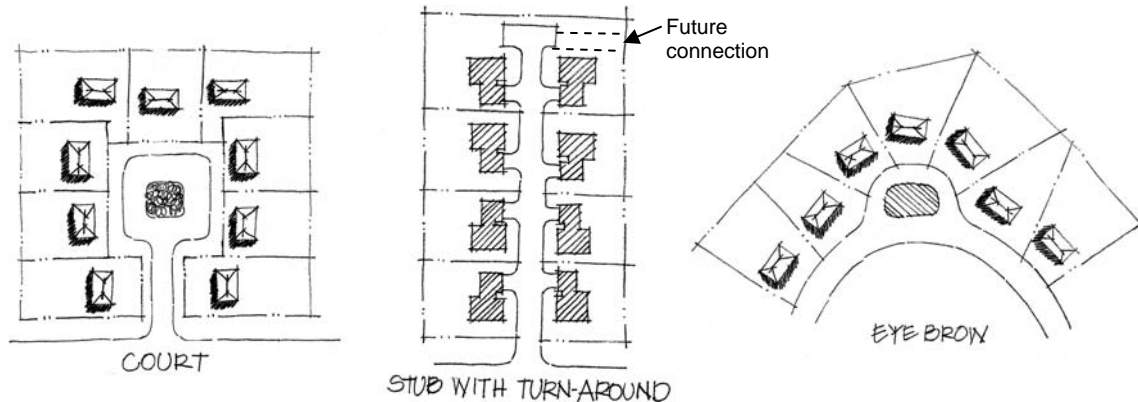 Future
connection
COURT
STUB WITH TURN-AROUND
EYE BROW